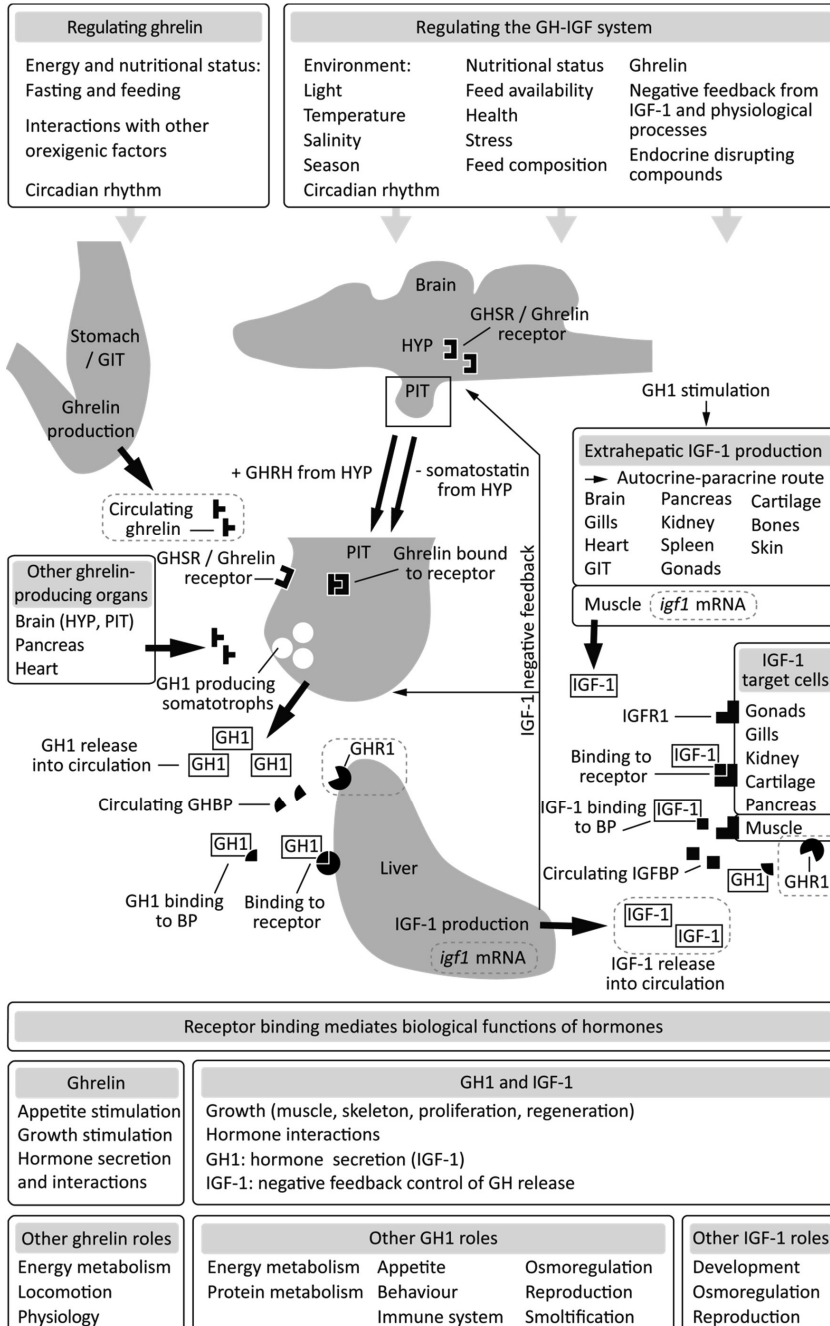 Regulating ghrelin
Energy and nutritional status:
Fasting and feeding
Interactions with other
orexigenic factors
Circadian rhythm
Regulating the GH-IGF system
Environment:
Light
Temperature
Salinity
Season
Circadian rhythm
Nutritional status
Feed availability
Health
Stress
Feed composition
Ghrelin
Negative feedback from
IGF-1 and physiological
processes
Endocrine disrupting
compounds
Stomach
/ GIT
Ghrelin
production
Brain
GHSR / Ghrelin
receptor
HYP
PIT
+ GHRH from HYP
- somatostatin
from HYP
Circulating
ghrelin
GHSR / Ghrelin
receptor
PIT
Ghrelin bound
to receptor
Other ghrelin-
producing organs
Brain (HYP, PIT)
Pancreas
Heart
GH1 producing
somatotrophs
IGF-1 negative feedback
GH1 stimulation
Extrahepatic IGF-1 production
Autocrine-paracrine route
Brain
Gills
Heart
GIT
Pancreas
Kidney
Spleen
Gonads
Cartilage
Bones
Skin
Muscle
igf1 mRNA
IGF-1
GH1 release
into circulation
GH1
GH1
GH1
Circulating GHBP
GHR1
GH1
GH1 binding
to BP
GH1
Binding to
receptor
Liver
IGF-1 production
igf1 mRNA
IGF-1
target cells
Gonads
Gills
Kidney
Cartilage
Pancreas
Muscle
IGFR1
Binding to
receptor
IGF-1
IGF-1 binding
to BP
IGF-1
Circulating IGFBP
GH1
GHR1
IGF-1
IGF-1
IGF-1 release
into circulation
Receptor binding mediates biological functions of hormones
Ghrelin
Appetite stimulation
Growth stimulation
Hormone secretion
and interactions
GH1 and IGF-1
Growth (muscle, skeleton, proliferation, regeneration)
Hormone interactions
GH1: hormone secretion (IGF-1)
IGF-1: negative feedback control of GH release
Other ghrelin roles
Energy metabolism
Locomotion
Physiology
Other GH1 roles
Energy metabolism
Protein metabolism
Appetite
Behaviour
Immune system
Osmoregulation
Reproduction
Smoltification
Other IGF-1 roles
Development
Osmoregulation
Reproduction